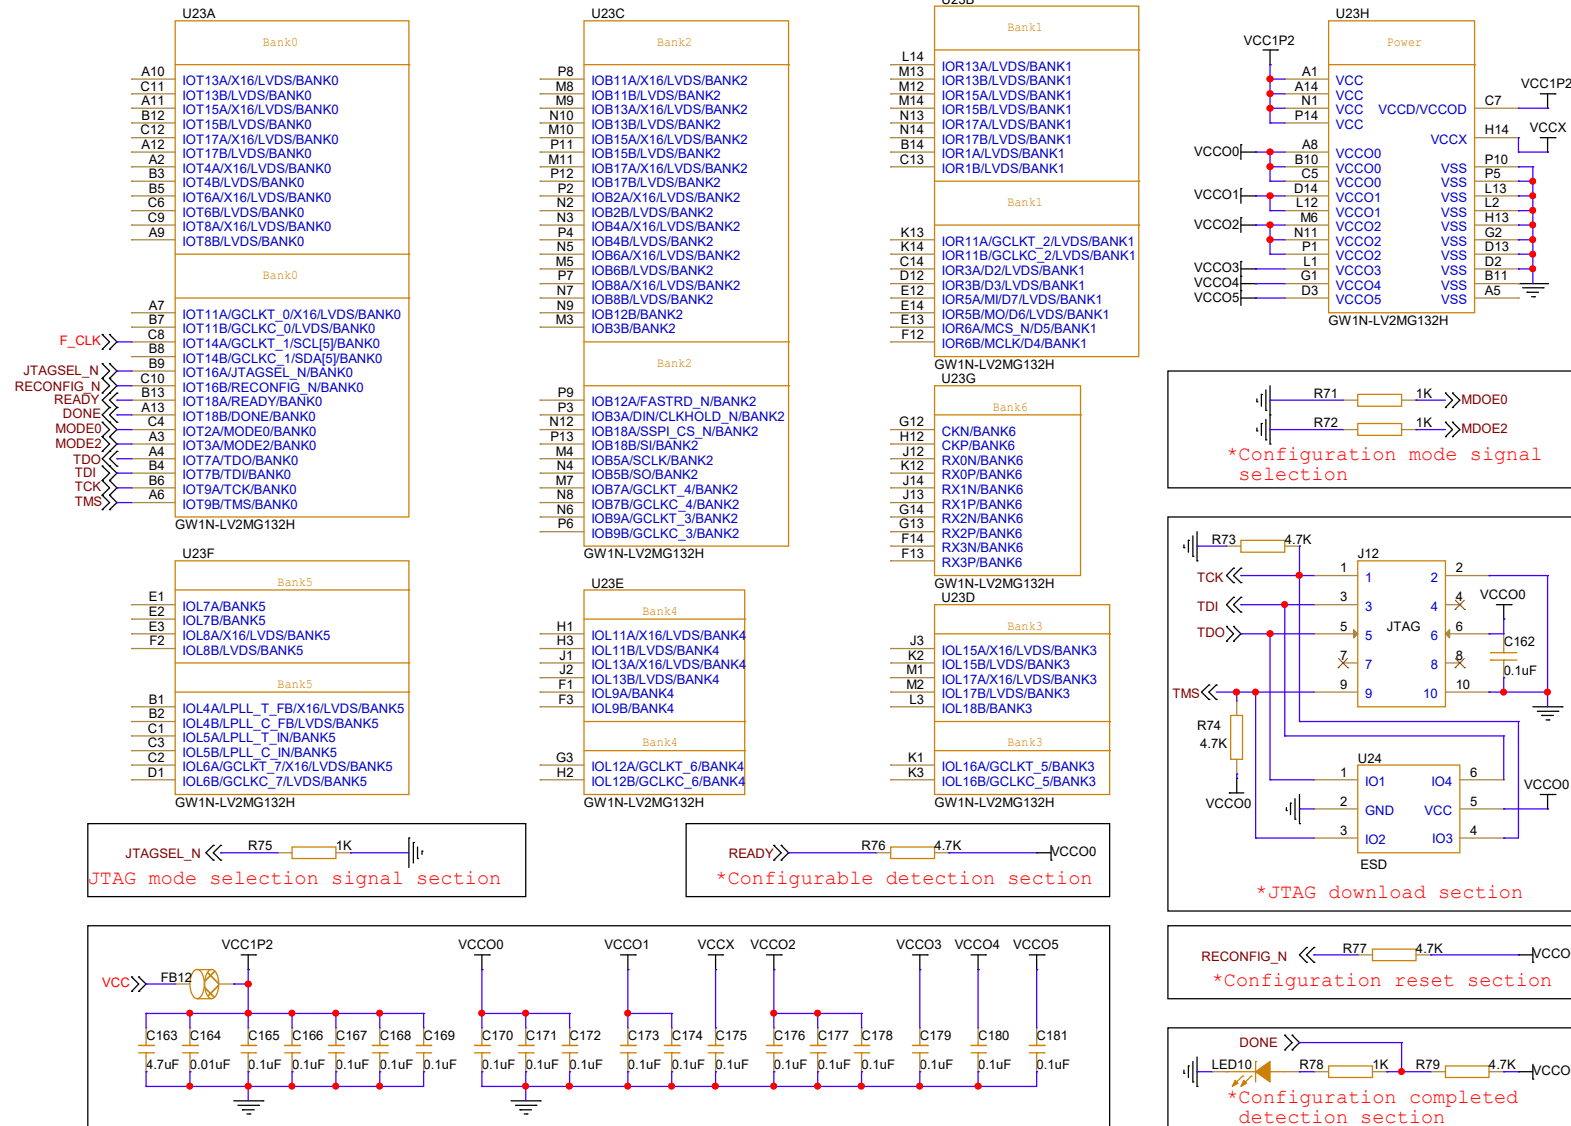 U23A
Bank0
A10 IOT13A/X16/LVDS/BANK0
C11 IOT13B/LVDS/BANK0
A11 IOT15A/X16/LVDS/BANK0
B12 IOT15B/LVDS/BANK0
C12 IOT17A/X16/LVDS/BANK0
A12 IOT17B/LVDS/BANK0
A2 IOT4A/X16/LVDS/BANK0
B3 IOT4B/LVDS/BANK0
B5 IOT6A/X16/LVDS/BANK0
C6 IOT6B/LVDS/BANK0
C9 IOT8A/X16/LVDS/BANK0
A9 IOT8B/LVDS/BANK0
Bank0
A7 IOT11A/GCLKT_0/X16/LVDS/BANK0
B7 IOT11B/GCLKC_0/LVDS/BANK0
F_CLK C8 IOT14A/GCLKT_1/SCL[5]/BANK0
B8 IOT14B/GCLKC_1/SDA[5]/BANK0
JTAGSEL_N B9 IOT16A/JTAGSEL_N/BANK0
RECONFIG_N C10 IOT16B/RECONFIG_N/BANK0
READY B13 IOT18A/READY/BANK0
DONE A13 IOT18B/DONE/BANK0
MODE0 C4 IOT2A/MODE0/BANK0
MODE2 A3 IOT3A/MODE2/BANK0
TDO A4 IOT7A/TDO/BANK0
TDI B4 IOT7B/TDI/BANK0
TCK B6 IOT9A/TCK/BANK0
TMS A6 IOT9B/TMS/BANK0
GW1N-LV2MG132H
U23F
Bank5
E1 IOL7A/BANK5
E2 IOL7B/BANK5
E3 IOL8A/X16/LVDS/BANK5
F2 IOL8B/LVDS/BANK5
Bank5
B1 IOL4A/LPLL_T_FB/X16/LVDS/BANK5
B2 IOL4B/LPLL_C_FB/LVDS/BANK5
C1 IOL5A/LPLL_T_IN/BANK5
C3 IOL5B/LPLL_C_IN/BANK5
C2 IOL6A/GCLKT_7/X16/LVDS/BANK5
D1 IOL6B/GCLKC_7/LVDS/BANK5
GW1N-LV2MG132H
U23C
Bank2
P8 IOB11A/X16/LVDS/BANK2
M8 IOB11B/LVDS/BANK2
M9 IOB13A/X16/LVDS/BANK2
N10 IOB13B/LVDS/BANK2
M10 IOB15A/X16/LVDS/BANK2
P11 IOB15B/LVDS/BANK2
M11 IOB17A/X16/LVDS/BANK2
P12 IOB17B/LVDS/BANK2
P2 IOB2A/X16/LVDS/BANK2
N2 IOB2B/LVDS/BANK2
N3 IOB4A/X16/LVDS/BANK2
P4 IOB4B/LVDS/BANK2
N5 IOB6A/X16/LVDS/BANK2
M5 IOB6B/LVDS/BANK2
P7 IOB8A/X16/LVDS/BANK2
N7 IOB8B/LVDS/BANK2
N9 IOB12B/BANK2
M3 IOB3B/BANK2
Bank2
P9 IOB12A/FASTRD_N/BANK2
P3 IOB3A/DIN/CLKHOLD_N/BANK2
N12 IOB18A/SSPI_CS_N/BANK2
P13 IOB18B/SI/BANK2
M4 IOB5A/SCLK/BANK2
N4 IOB5B/SO/BANK2
M7 IOB7A/GCLKT_4/BANK2
N8 IOB7B/GCLKC_4/BANK2
N6 IOB9A/GCLKT_3/BANK2
P6 IOB9B/GCLKC_3/BANK2
GW1N-LV2MG132H
U23E
Bank4
H1 IOL11A/X16/LVDS/BANK4
H3 IOL11B/LVDS/BANK4
J1 IOL13A/X16/LVDS/BANK4
J2 IOL13B/LVDS/BANK4
F1 IOL9A/BANK4
F3 IOL9B/BANK4
Bank4
G3 IOL12A/GCLKT_6/BANK4
H2 IOL12B/GCLKC_6/BANK4
GW1N-LV2MG132H
U23B
Bank1
L14 IOR13A/LVDS/BANK1
M13 IOR13B/LVDS/BANK1
M12 IOR15A/LVDS/BANK1
M14 IOR15B/LVDS/BANK1
N13 IOR17A/LVDS/BANK1
N14 IOR17B/LVDS/BANK1
B14 IOR1A/LVDS/BANK1
C13 IOR1B/LVDS/BANK1
Bank1
K13 IOR11A/GCLKT_2/LVDS/BANK1
K14 IOR11B/GCLKC_2/LVDS/BANK1
C14 IOR3A/D2/LVDS/BANK1
D12 IOR3B/D3/LVDS/BANK1
E12 IOR5A/MI/D7/LVDS/BANK1
E14 IOR5B/MO/D6/LVDS/BANK1
E13 IOR6A/MCS_N/D5/BANK1
F12 IOR6B/MCLK/D4/BANK1
GW1N-LV2MG132H
U23G
Bank6
G12 CKN/BANK6
H12 CKP/BANK6
J12 RX0N/BANK6
K12 RX0P/BANK6
J14 RX1N/BANK6
J13 RX1P/BANK6
G14 RX2N/BANK6
G13 RX2P/BANK6
F14 RX3N/BANK6
F13 RX3P/BANK6
GW1N-LV2MG132H
U23D
Bank3
J3 IOL15A/X16/LVDS/BANK3
K2 IOL15B/LVDS/BANK3
M1 IOL17A/X16/LVDS/BANK3
M2 IOL17B/LVDS/BANK3
L3 IOL18B/BANK3
Bank3
K1 IOL16A/GCLKT_5/BANK3
K3 IOL16B/GCLKC_5/BANK3
GW1N-LV2MG132H
U23H
Power
VCC1P2
A1 VCC
A14 VCC
N1 VCC VCCD/VCCOD C7 VCC1P2
P14 VCC
VCCX H14 VCCX
VCCO0 A8 VCCO0
B10 VCCO0 VSS P10
C5 VCCO0 VSS P5
VCCO1 D14 VCCO1 VSS L13
L12 VCCO1 VSS L2
VCCO2 M6 VCCO2 VSS H13
N11 VCCO2 VSS G2
P1 VCCO2 VSS D13
VCCO3 L1 VCCO3 VSS D2
VCCO4 G1 VCCO4 VSS B11
VCCO5 D3 VCCO5 VSS A5
GW1N-LV2MG132H
R71 1K MDOE0
R72 1K MDOE2
*Configuration mode signal
selection
R73 4.7K
J12
TCK 1 1 2 2
TDI 3 3 4 4 VCCO0
TDO 5 5 JTAG 6 6
C162
7 7 8 8
0.1uF
TMS 9 9 10 10
R74
4.7K
VCCO0
U24
1 IO1 IO4 6
2 GND VCC 5 VCCO0
3 IO2 IO3 4
ESD
*JTAG download section
JTAGSEL_N R75 1K
JTAG mode selection signal section
READY R76 4.7K VCCO0
*Configurable detection section
RECONFIG_N R77 4.7K VCCO
*Configuration reset section
DONE
LED10 R78 1K R79 4.7K VCCO
*Configuration completed
detection section
VCC1P2 VCCO0 VCCO1 VCCX VCCO2 VCCO3 VCCO4 VCCO5
VCC FB12
C163 C164 C165 C166 C167 C168 C169 C170 C171 C172 C173 C174 C175 C176 C177 C178 C179 C180 C181
4.7uF 0.01uF 0.1uF 0.1uF 0.1uF 0.1uF 0.1uF 0.1uF 0.1uF 0.1uF 0.1uF 0.1uF 0.1uF 0.1uF 0.1uF 0.1uF 0.1uF 0.1uF 0.1uF